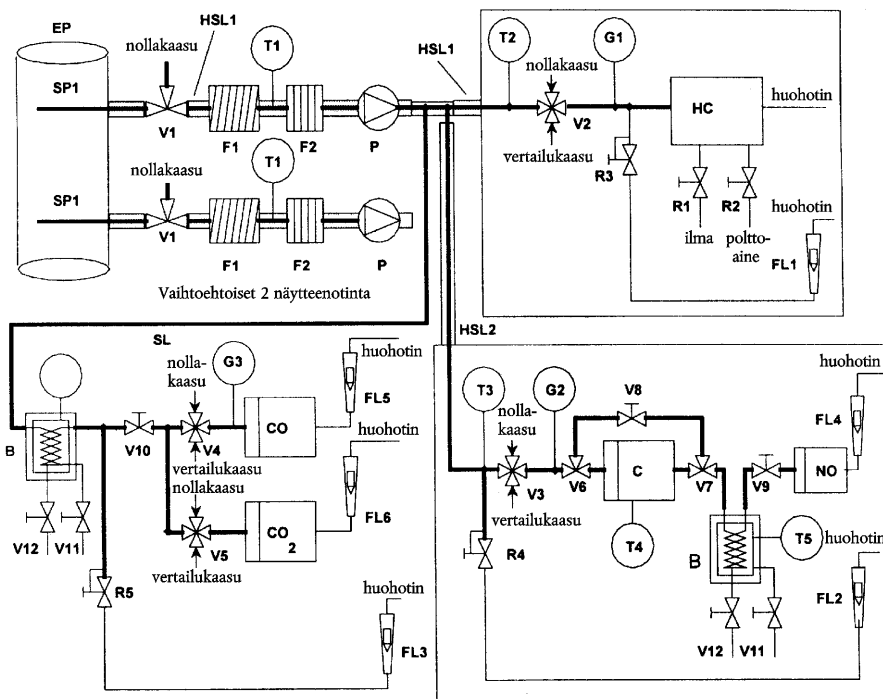 EP
HSL1
nollakaasu
T1
SP1
V1
F1
F2
P
HSL1
T2
G1
nollakaasu
V2
vertailukaasu
HC
huohotin
R3
R1
R2
ilma
poltto-
aine
huohotin
FL1
nollakaasu
T1
SP1
V1
F1
F2
P
Vaihtoehtoiset 2 näytteenotinta
HSL2
SL
nolla-
kaasu
G3
huohotin
FL5
B
V10
V4
CO
vertailukaasu
nollakaasu
huohotin
FL6
V5
CO
2
vertailukaasu
V12
V11
R5
huohotin
FL3
T3
G2
nolla-
kaasu
V8
huohotin
FL4
V3
V6
C
V7
V9
NO
vertailukaasu
T4
R4
B
T5
huohotin
FL2
V12
V11